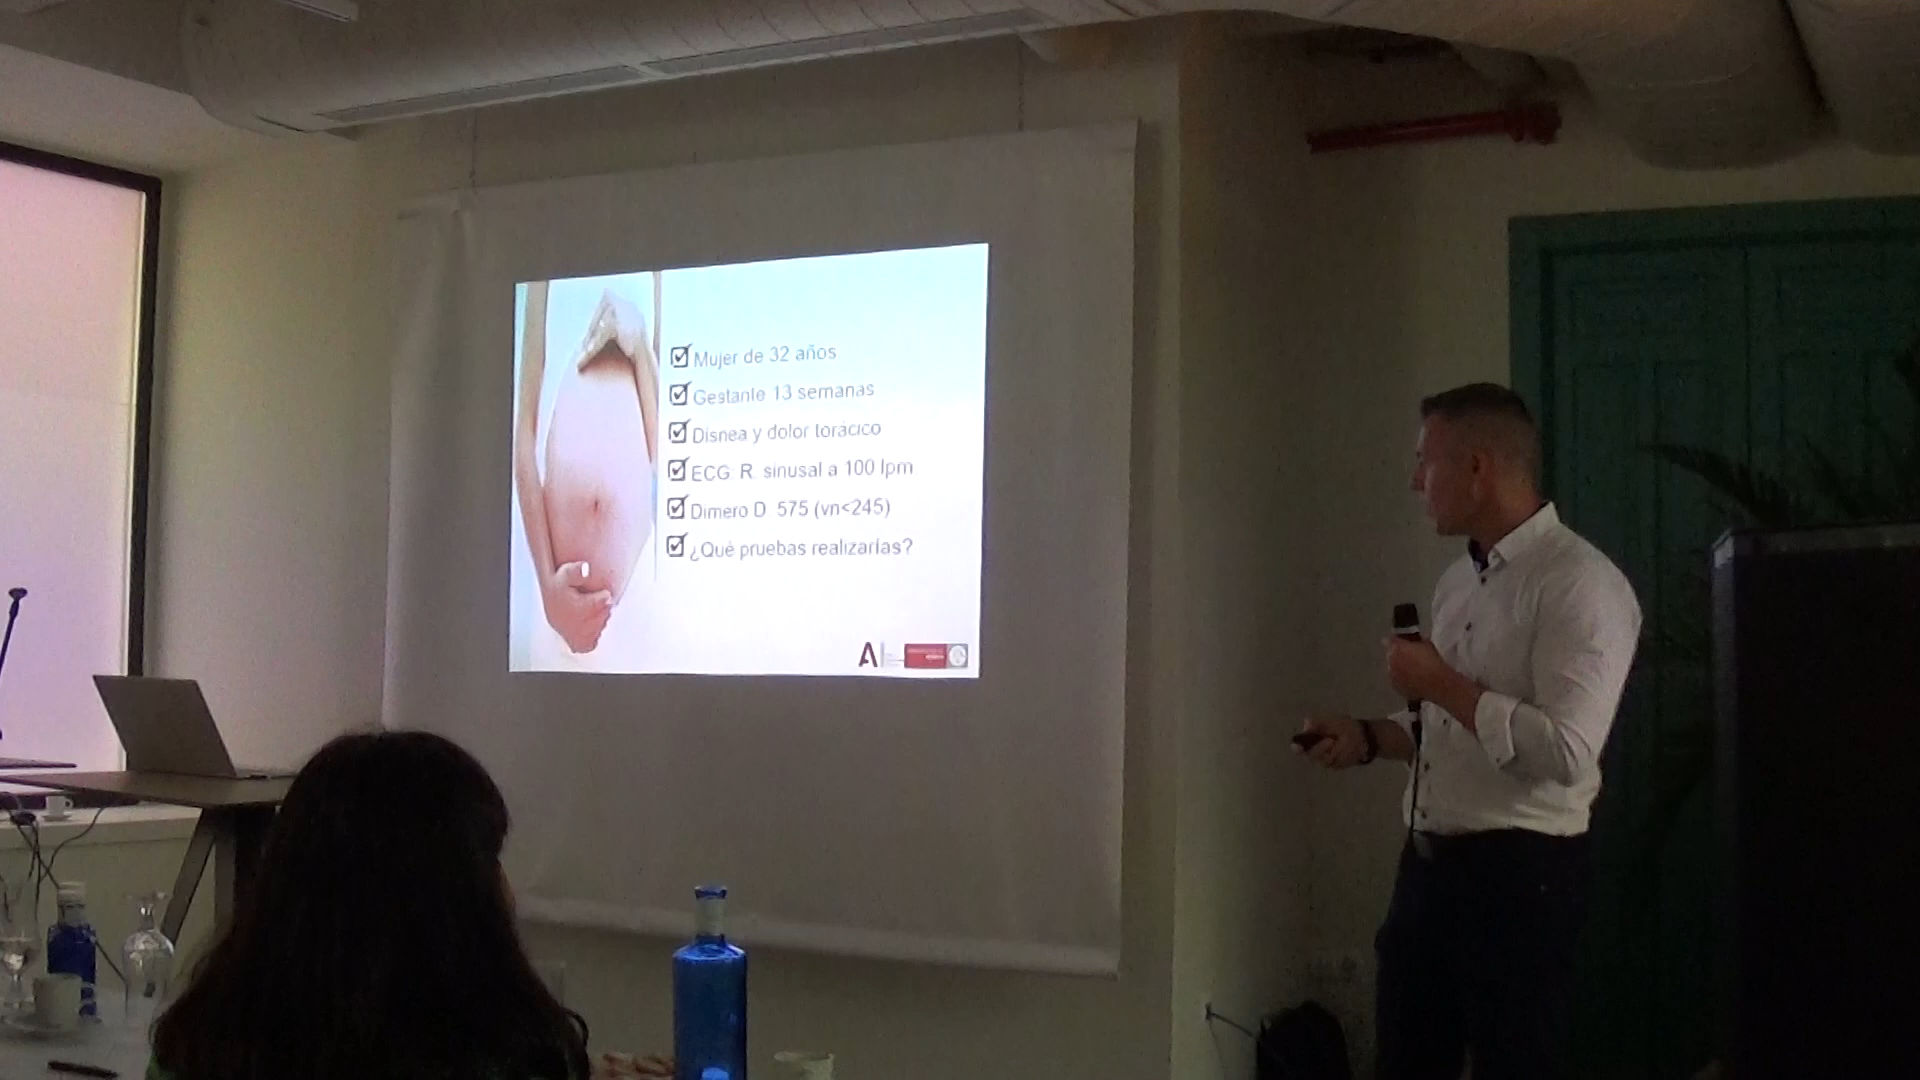 Mujer de 32 años
Gestante 13 semanas
Disnea y dolor torácico
ECG: R. sinusal a 100 lpm
Dimero D: 575 (vn<245)
¿Qué pruebas realizarías?
A